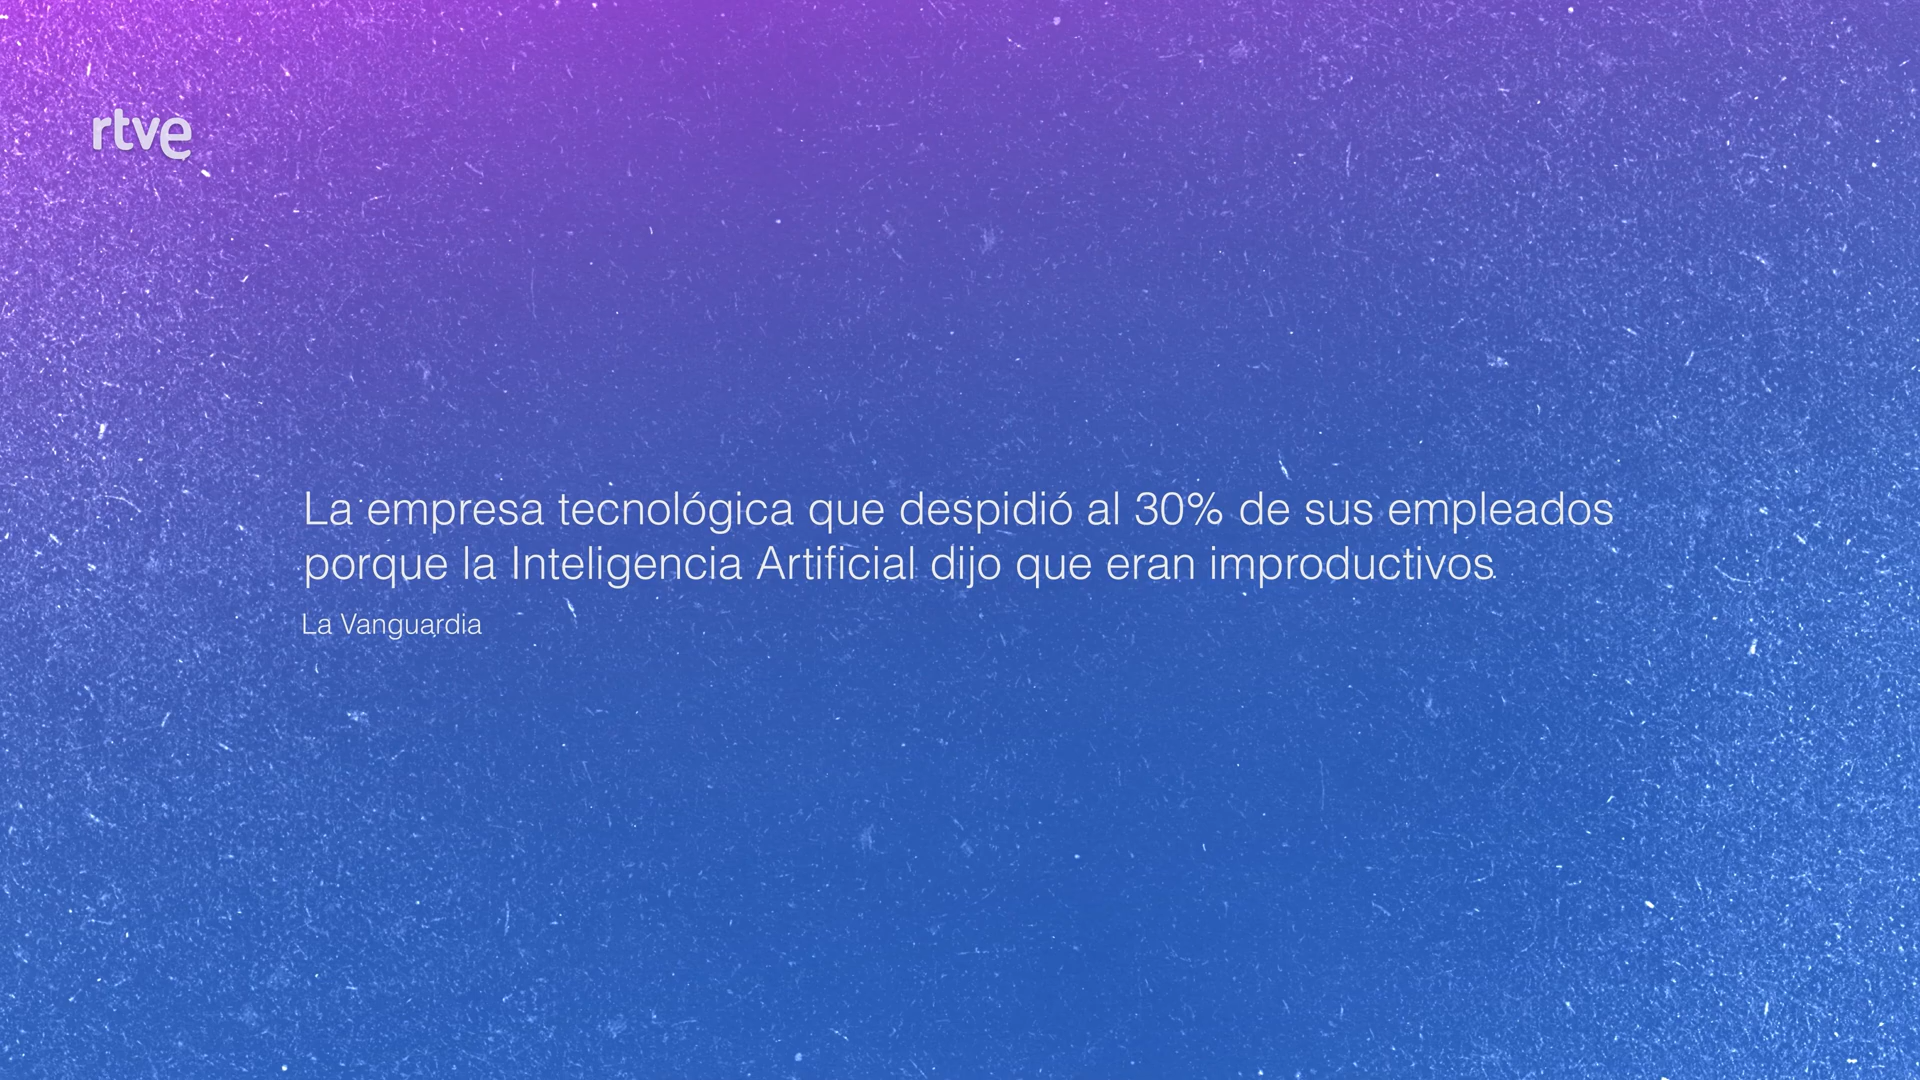 rtve
La empresa tecnológica que despidió al 30% de sus empleados
porque la Inteligencia Artificial dijo que eran improductivos.
La Vanguardia